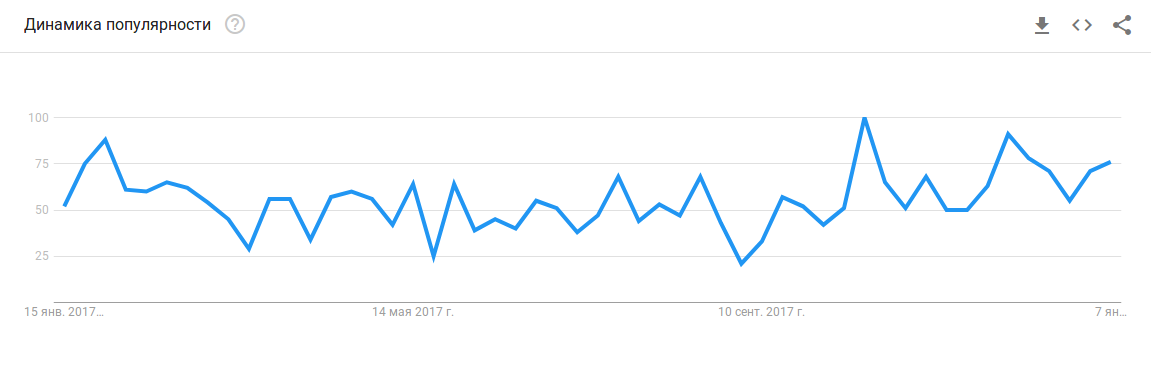 Динамика популярности ?
100
75
50
25
15 янв. 2017…
14 мая 2017 г.
10 сент. 2017 г.
7 ян…